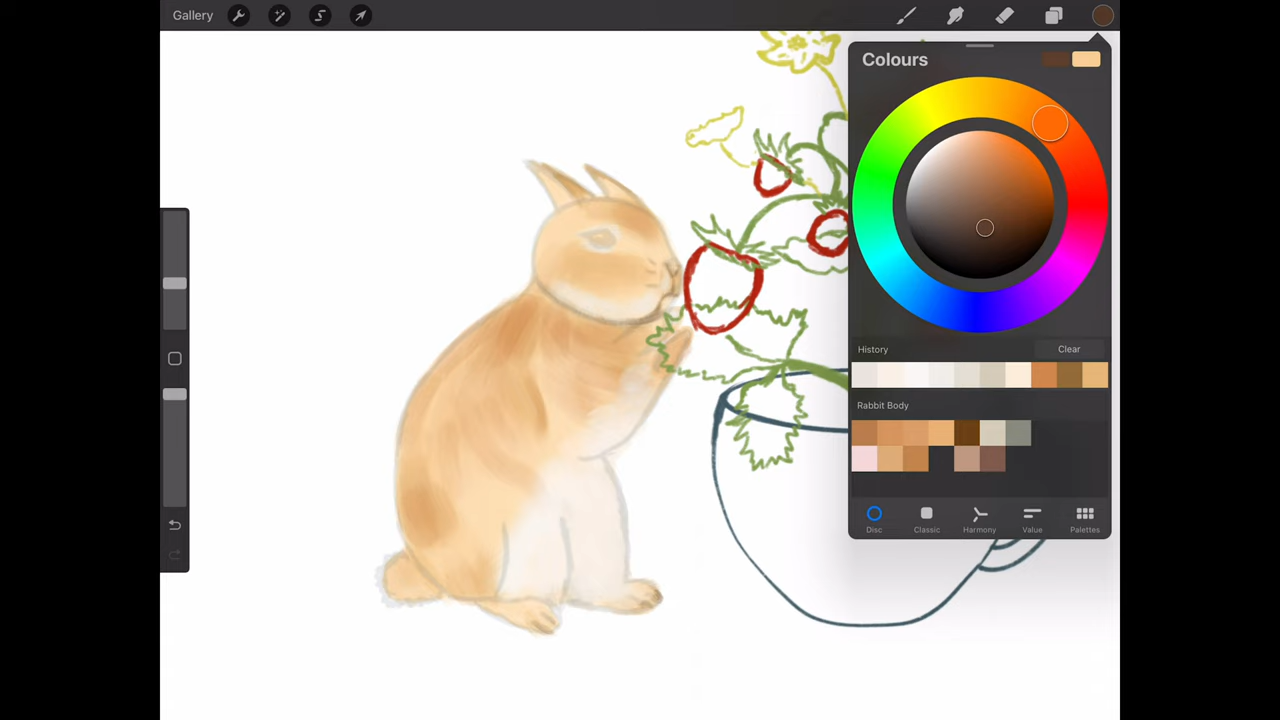 Gallery
Colours
History Clear
Rabbit Body
Disc Classic Harmony Value Palettes